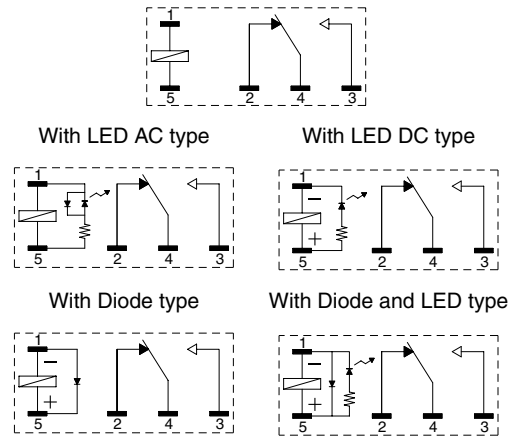 1
5 2 4 3
With LED AC type
With LED DC type
1
−
+
5 2 4 3
1
−
+
5 2 4 3
With Diode type
With Diode and LED type
1
−
+
5 2 4 3
1
−
+
5 2 4 3